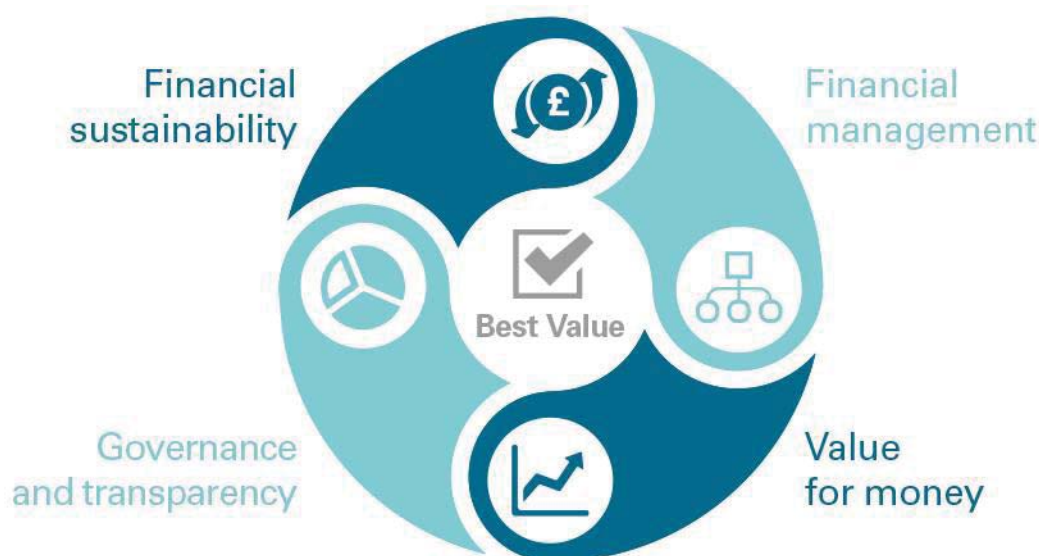 Financial
sustainability
Financial
management
£
Best Value
Governance
and transparency
Value
for money